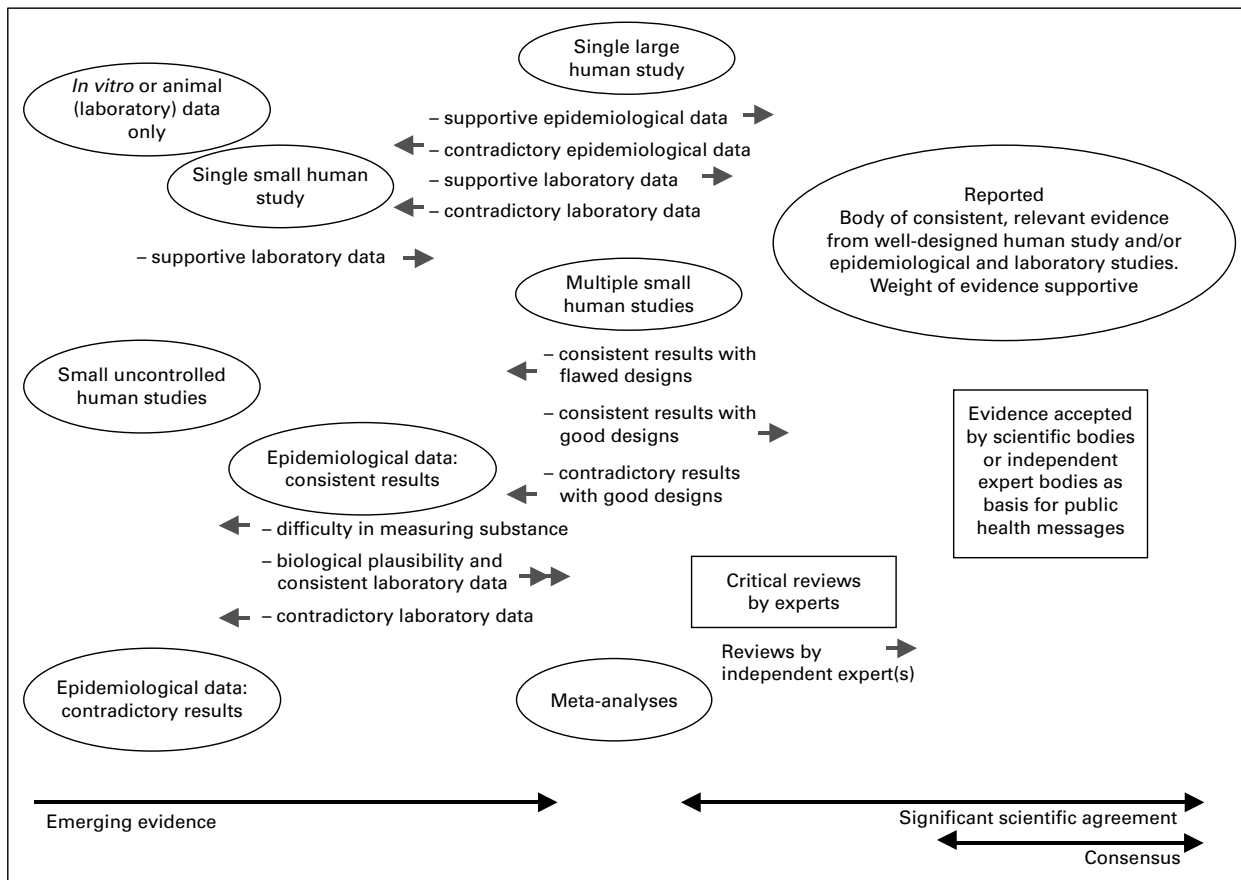 Single large
human study
In vitro or animal
(laboratory) data
only
– supportive epidemiological data
– contradictory epidemiological data
Single small human
study
– supportive laboratory data
– contradictory laboratory data
– supportive laboratory data
Reported
Body of consistent, relevant evidence
from well-designed human study and/or
epidemiological and laboratory studies.
Weight of evidence supportive
Multiple small
human studies
– consistent results with
flawed designs
– consistent results with
good designs
– contradictory results
with good designs
Small uncontrolled
human studies
Evidence accepted
by scientific bodies
or independent
expert bodies as
basis for public
health messages
Epidemiological data:
consistent results
– difficulty in measuring substance
– biological plausibility and
consistent laboratory data
– contradictory laboratory data
Critical reviews
by experts
Reviews by
independent expert(s)
Epidemiological data:
contradictory results
Meta-analyses
Emerging evidence
Significant scientific agreement
Consensus